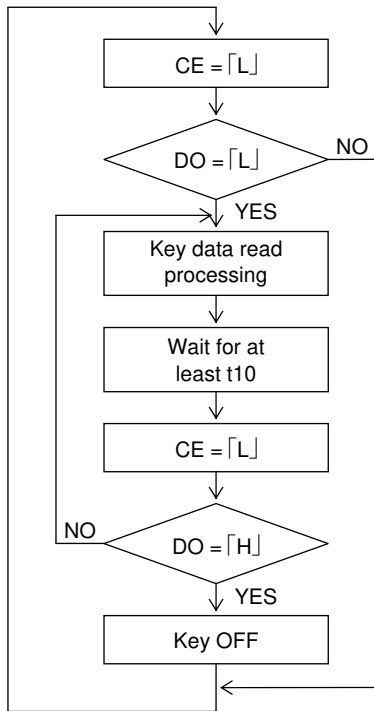 CE = ⌈L⌋
DO = ⌈L⌋
NO
YES
Key data read
processing
Wait for at
least t10
CE = ⌈L⌋
NO
DO = ⌈H⌋
YES
Key OFF